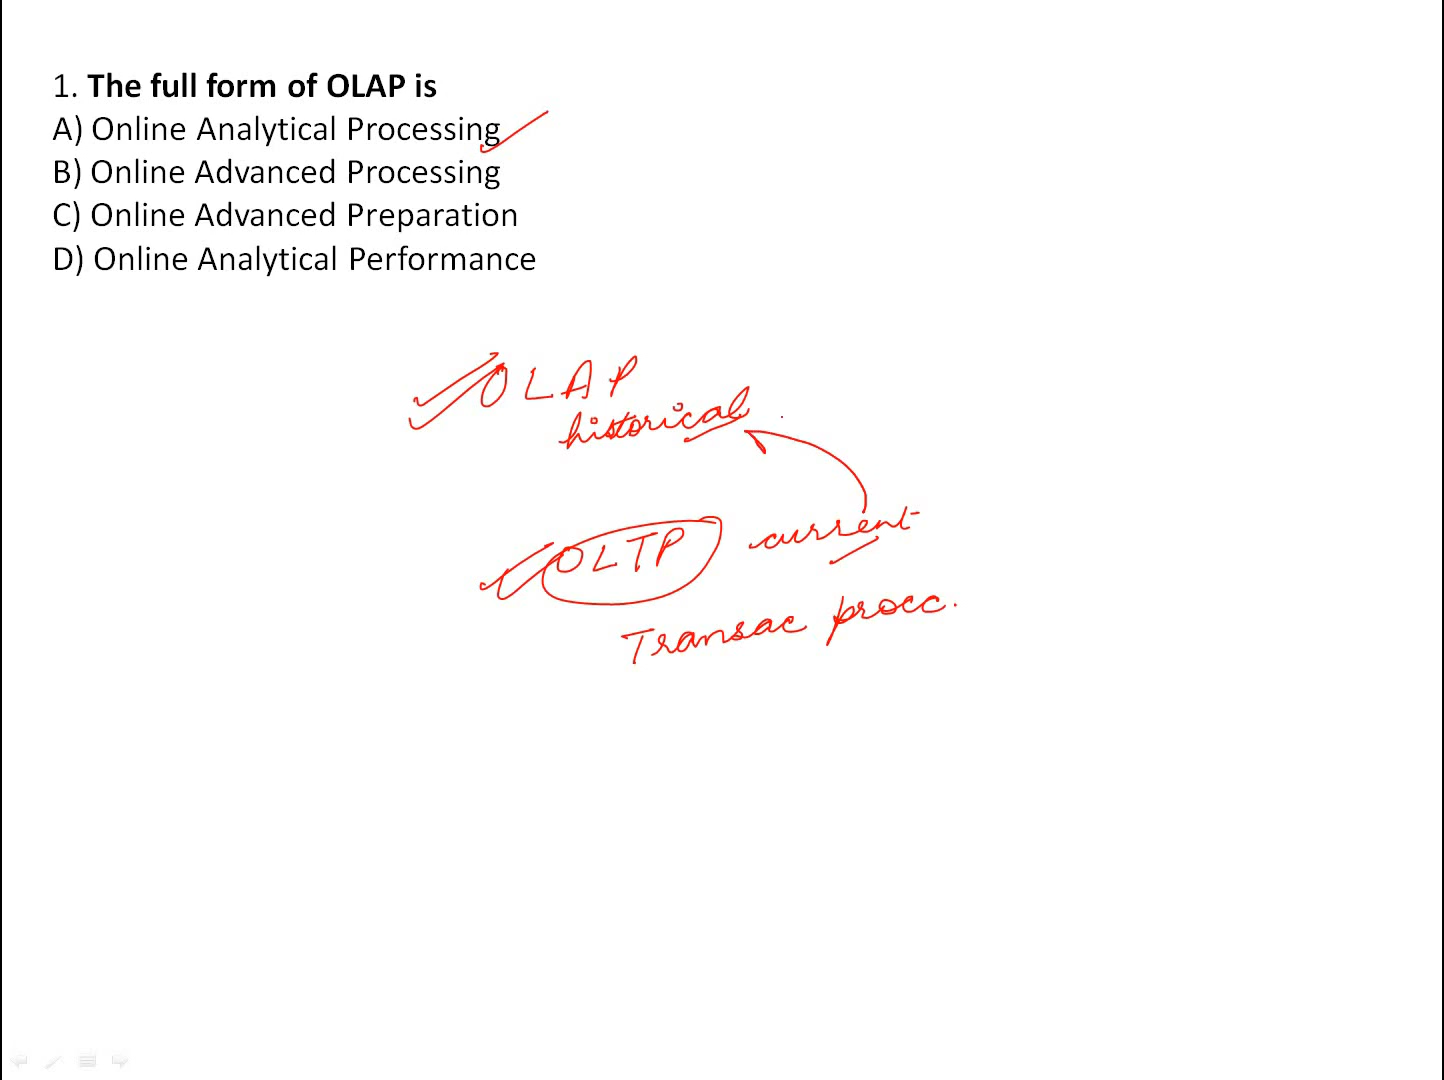 1. The full form of OLAP is
A) Online Analytical Processing
B) Online Advanced Processing
C) Online Advanced Preparation
D) Online Analytical Performance
OLAP
historical
OLTP current
Transac procc.